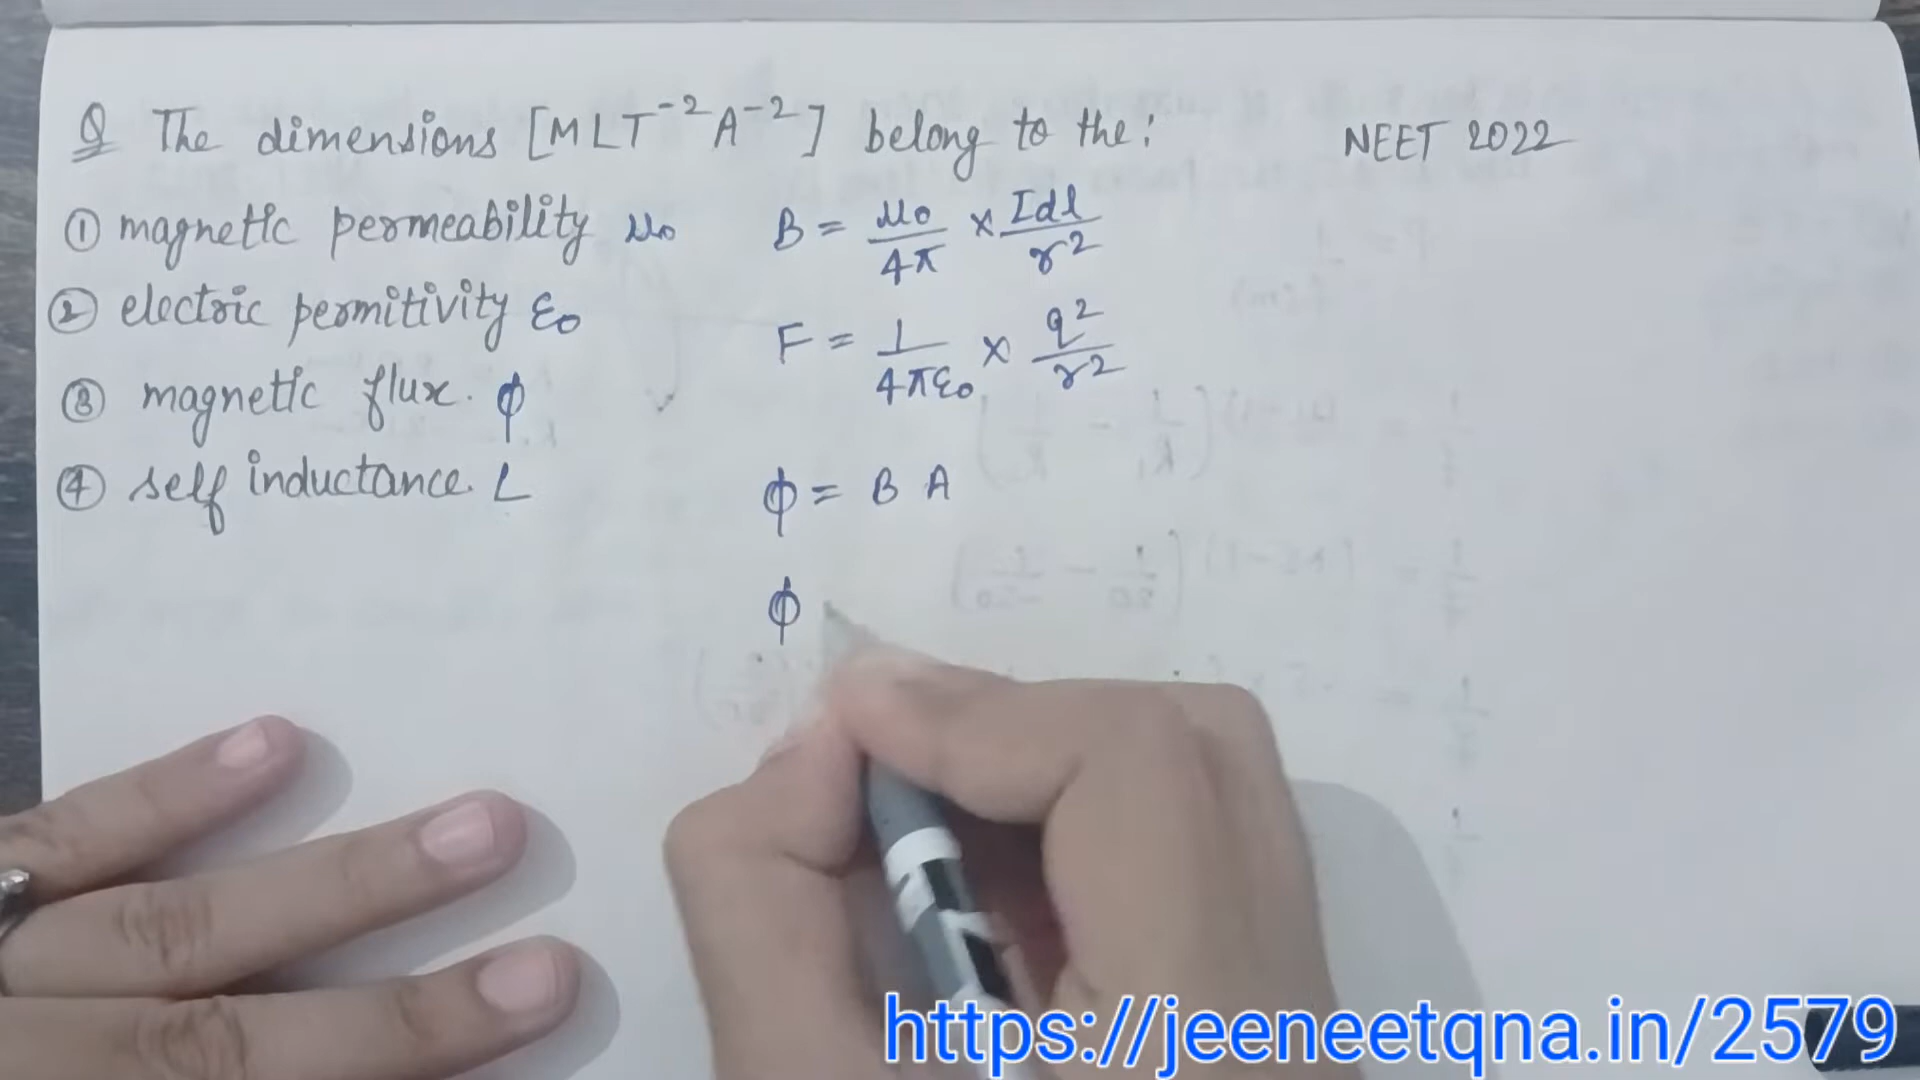 Q The dimensions [MLT⁻²A⁻²] belong to the: NEET 2022
① magnetic permeability μ₀ B = μ₀/4π × Idl/r²
② electric permitivity ε₀ F = 1/4πε₀ × q²/r²
③ magnetic flux. ϕ
④ self inductance. L ϕ = B A
ϕ
https://jeeneetqna.in/2579